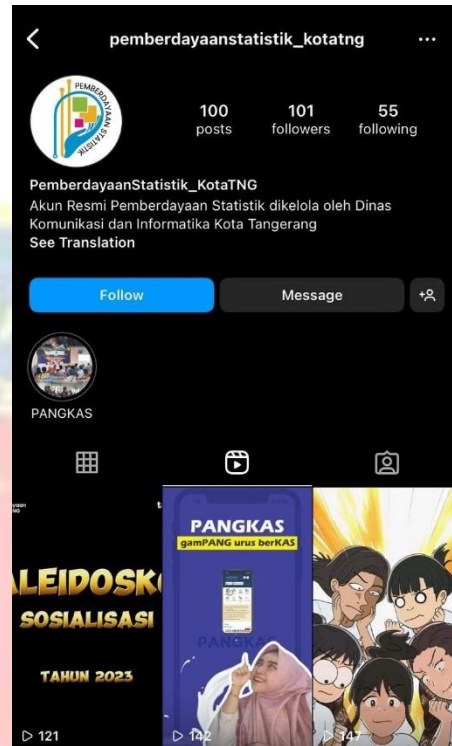 pemberdayaanstatistik_kotatng
PEMBERDAYAAN STATISTIK
100 101 55
posts followers following
PemberdayaanStatistik_KotaTNG
Akun Resmi Pemberdayaan Statistik dikelola oleh Dinas
Komunikasi dan Informatika Kota Tangerang
See Translation
Follow Message
PANGKAS
ALEIDOSK
SOSIALISASI
TAHUN 2023
121
PANGKAS
gamPANG urus berKAS
PANGKAS
142
147